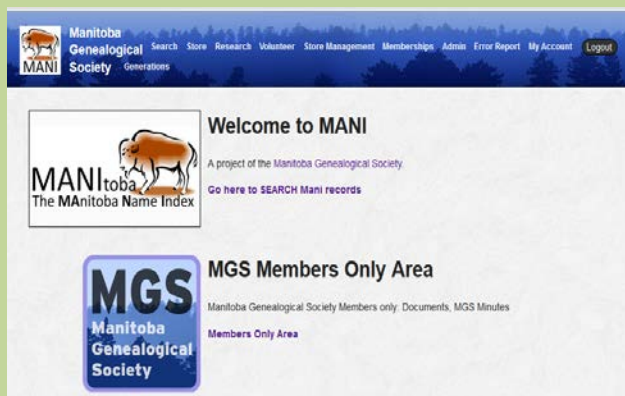 Manitoba
Genealogical
Society
MANI
Search Store Research Volunteer Store Management Memberships Admin Error Report My Account Logout
Generations
MANItoba
The MAnitoba Name Index
Welcome to MANI
A project of the Manitoba Genealogical Society.
Go here to SEARCH Mani records
MGS
Manitoba
Genealogical
Society
MGS Members Only Area
Manitoba Genealogical Society Members only. Documents, MGS Minutes
Members Only Area